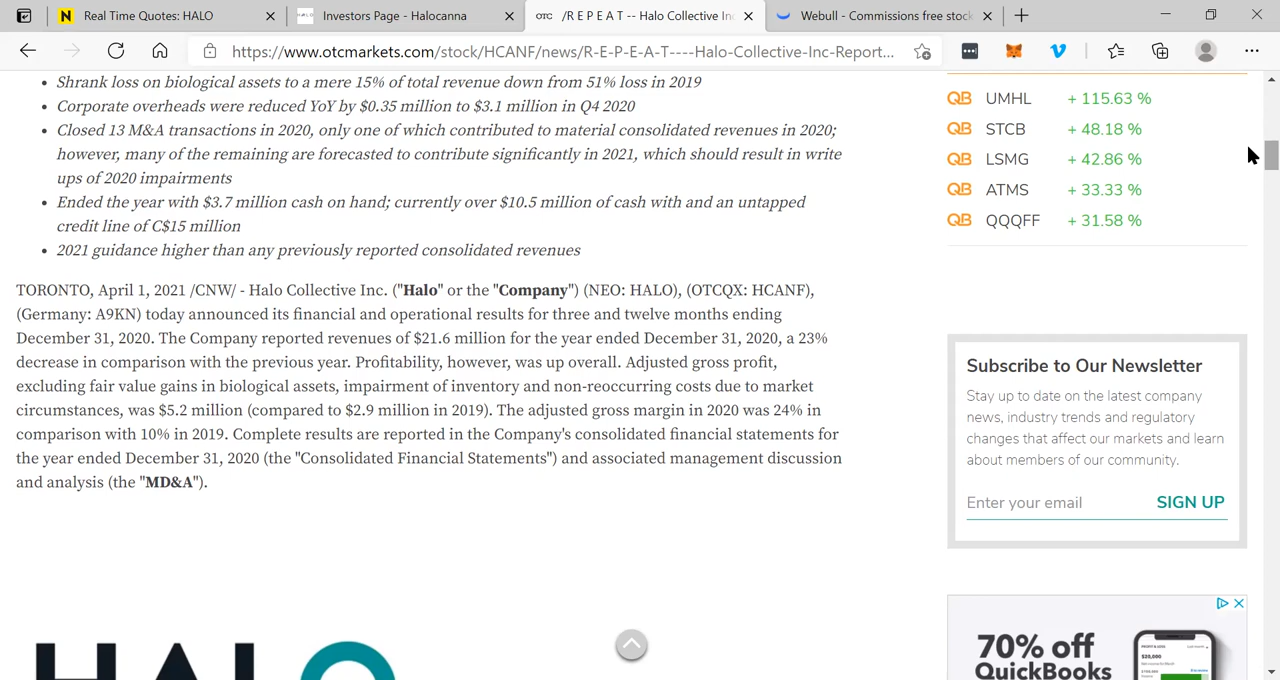 Real Time Quotes: HALO
HALO Investors Page - Halocanna
OTC /R E P E A T -- Halo Collective Inc
Webull - Commissions free stock
https://www.otcmarkets.com/stock/HCANF/news/R-E-P-E-A-T----Halo-Collective-Inc-Report...
• Shrank loss on biological assets to a mere 15% of total revenue down from 51% loss in 2019
• Corporate overheads were reduced YoY by $0.35 million to $3.1 million in Q4 2020
• Closed 13 M&A transactions in 2020, only one of which contributed to material consolidated revenues in 2020;
however, many of the remaining are forecasted to contribute significantly in 2021, which should result in write
ups of 2020 impairments
• Ended the year with $3.7 million cash on hand; currently over $10.5 million of cash with and an untapped
credit line of C$15 million
• 2021 guidance higher than any previously reported consolidated revenues
TORONTO, April 1, 2021 /CNW/ - Halo Collective Inc. ("Halo" or the "Company") (NEO: HALO), (OTCQX: HCANF),
(Germany: A9KN) today announced its financial and operational results for three and twelve months ending
December 31, 2020. The Company reported revenues of $21.6 million for the year ended December 31, 2020, a 23%
decrease in comparison with the previous year. Profitability, however, was up overall. Adjusted gross profit,
excluding fair value gains in biological assets, impairment of inventory and non-reoccurring costs due to market
circumstances, was $5.2 million (compared to $2.9 million in 2019). The adjusted gross margin in 2020 was 24% in
comparison with 10% in 2019. Complete results are reported in the Company's consolidated financial statements for
the year ended December 31, 2020 (the "Consolidated Financial Statements") and associated management discussion
and analysis (the "MD&A").
HALO
QB UMHL + 115.63 %
QB STCB + 48.18 %
QB LSMG + 42.86 %
QB ATMS + 33.33 %
QB QQQFF + 31.58 %
Subscribe to Our Newsletter
Stay up to date on the latest company
news, industry trends and regulatory
changes that affect our markets and learn
about members of our community.
Enter your email SIGN UP
70% off
QuickBooks
$20,000